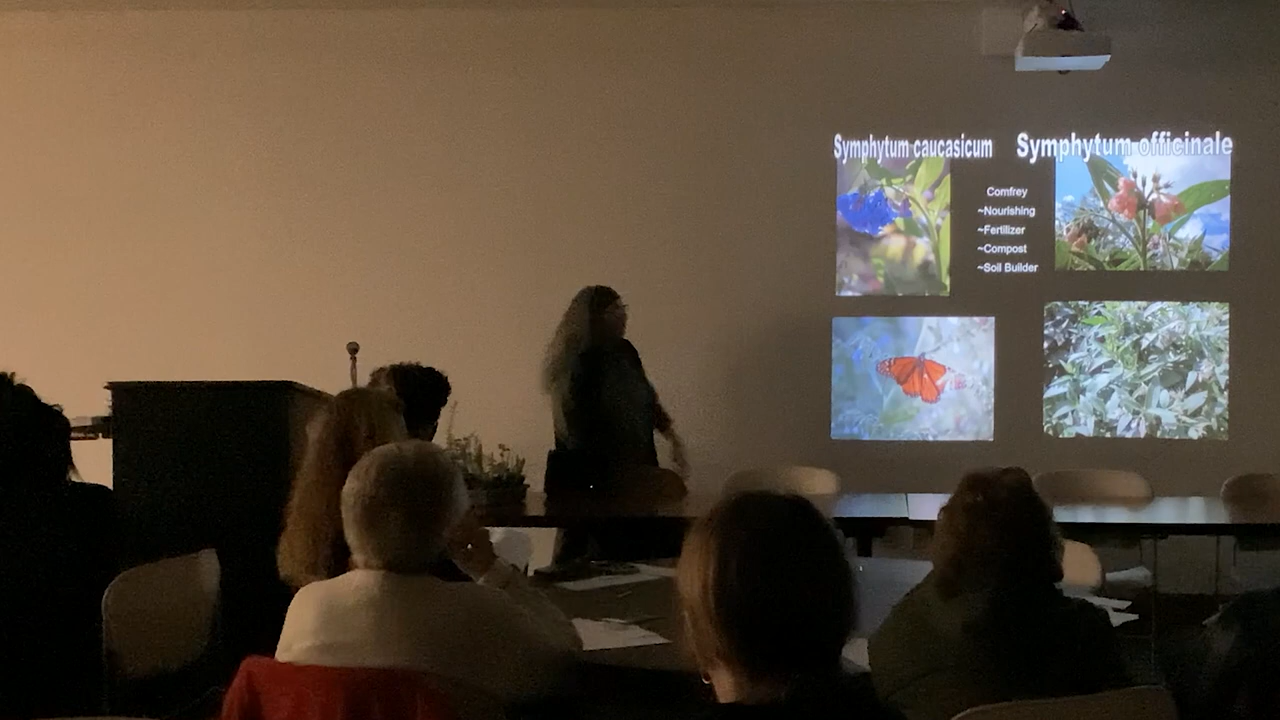 Symphytum caucasicum
Symphytum officinale
Comfrey
~Nourishing
~Fertilizer
~Compost
~Soil Builder